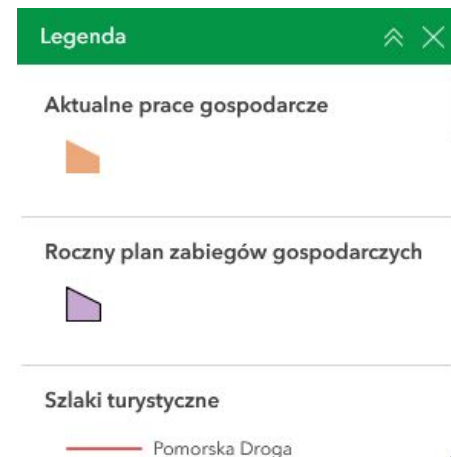 Legenda
Aktualne prace gospodarcze
Roczny plan zabiegów gospodarczych
Szlaki turystyczne
Pomorska Droga